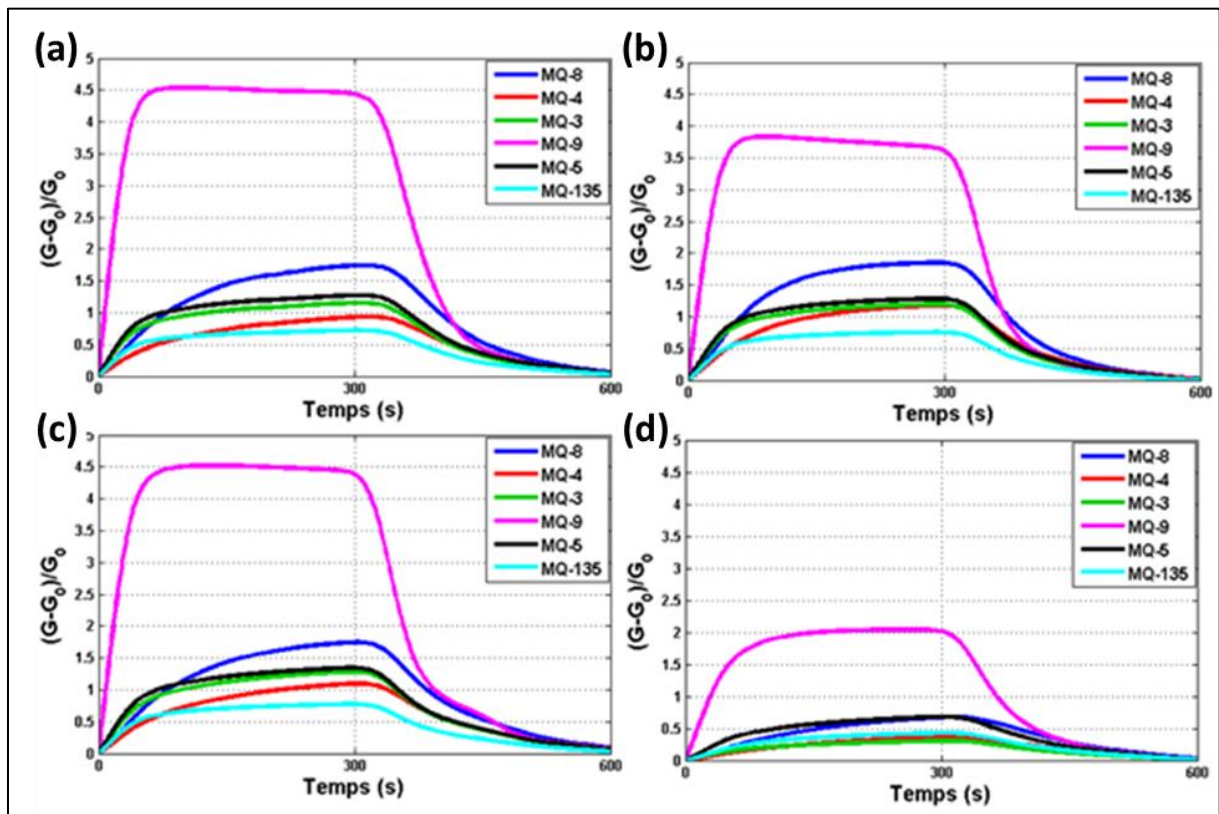 (a)
5
4.5
4
3.5
3
2.5
2
1.5
1
0.5
0
(G-G₀)/G₀
MQ-8
MQ-4
MQ-3
MQ-9
MQ-5
MQ-135
0 300 600
Temps (s)
(b)
5
4.5
4
3.5
3
2.5
2
1.5
1
0.5
0
(G-G₀)/G₀
MQ-8
MQ-4
MQ-3
MQ-9
MQ-5
MQ-135
0 300 600
Temps (s)
(c)
5
4.5
4
3.5
3
2.5
2
1.5
1
0.5
0
(G-G₀)/G₀
MQ-8
MQ-4
MQ-3
MQ-9
MQ-5
MQ-135
0 300 600
Temps (s)
(d)
5
4.5
4
3.5
3
2.5
2
1.5
1
0.5
0
(G-G₀)/G₀
MQ-8
MQ-4
MQ-3
MQ-9
MQ-5
MQ-135
0 300 600
Temps (s)